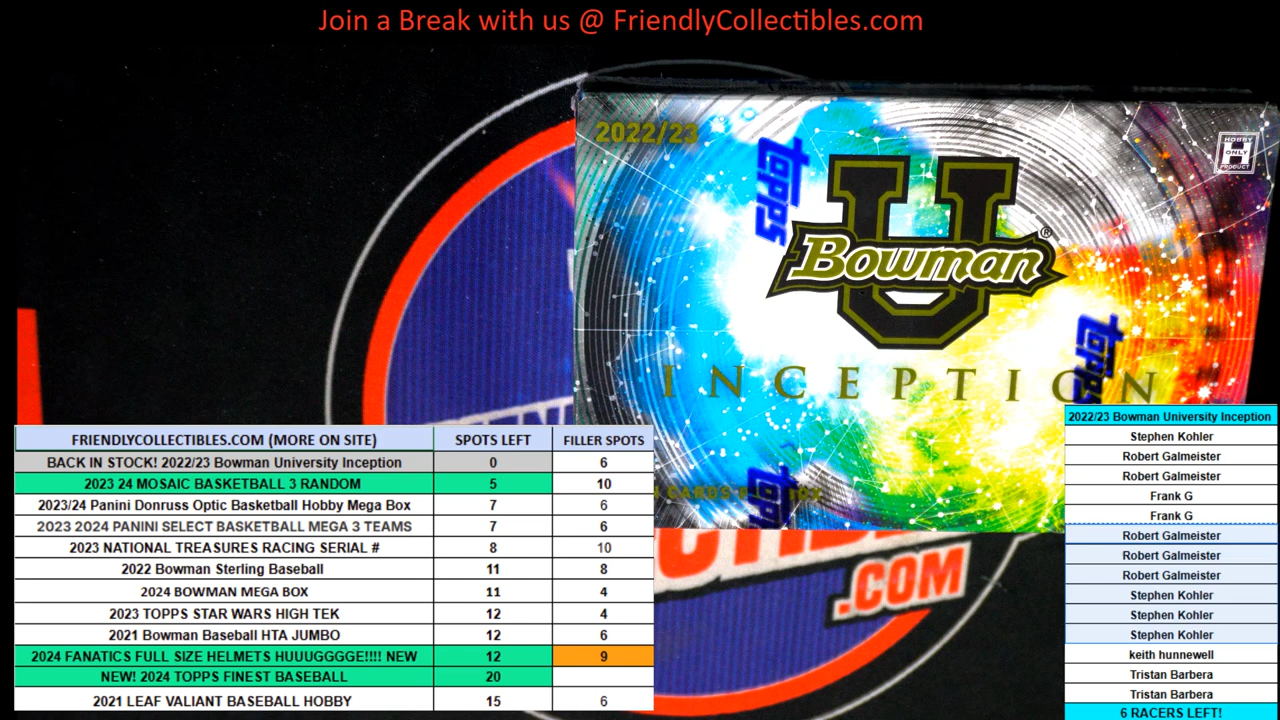 Join a Break with us @ FriendlyCollectibles.com
2022/23
HOBBY
ONLY
PRODUCT
topps
U
Bowman®
INCEPTION
topps
topps
CARDS
.COM
FRIENDLYCOLLECTIBLES.COM (MORE ON SITE) SPOTS LEFT FILLER SPOTS
BACK IN STOCK! 2022/23 Bowman University Inception 0 6
2023 24 MOSAIC BASKETBALL 3 RANDOM 5 10
2023/24 Panini Donruss Optic Basketball Hobby Mega Box 7 6
2023 2024 PANINI SELECT BASKETBALL MEGA 3 TEAMS 7 6
2023 NATIONAL TREASURES RACING SERIAL # 8 10
2022 Bowman Sterling Baseball 11 8
2024 BOWMAN MEGA BOX 11 4
2023 TOPPS STAR WARS HIGH TEK 12 4
2021 Bowman Baseball HTA JUMBO 12 6
2024 FANATICS FULL SIZE HELMETS HUUUGGGGE!!!! NEW 12 9
NEW! 2024 TOPPS FINEST BASEBALL 20
2021 LEAF VALIANT BASEBALL HOBBY 15 6
2022/23 Bowman University Inception
Stephen Kohler
Robert Galmeister
Robert Galmeister
Frank G
Frank G
Robert Galmeister
Robert Galmeister
Robert Galmeister
Stephen Kohler
Stephen Kohler
Stephen Kohler
keith hunnewell
Tristan Barbera
Tristan Barbera
6 RACERS LEFT!